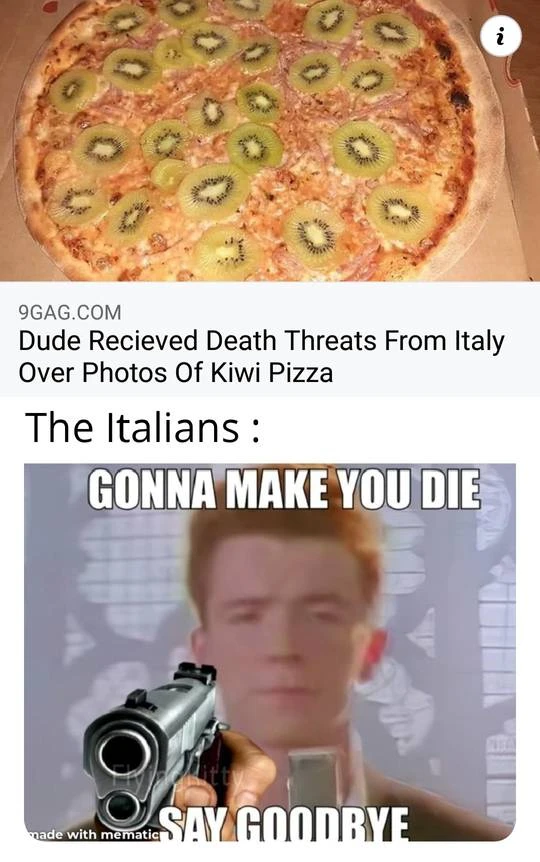 i
9GAG.COM
Dude Recieved Death Threats From Italy
Over Photos Of Kiwi Pizza
The Italians :
GONNA MAKE YOU DIE
SAY GOODBYE
made with mematic